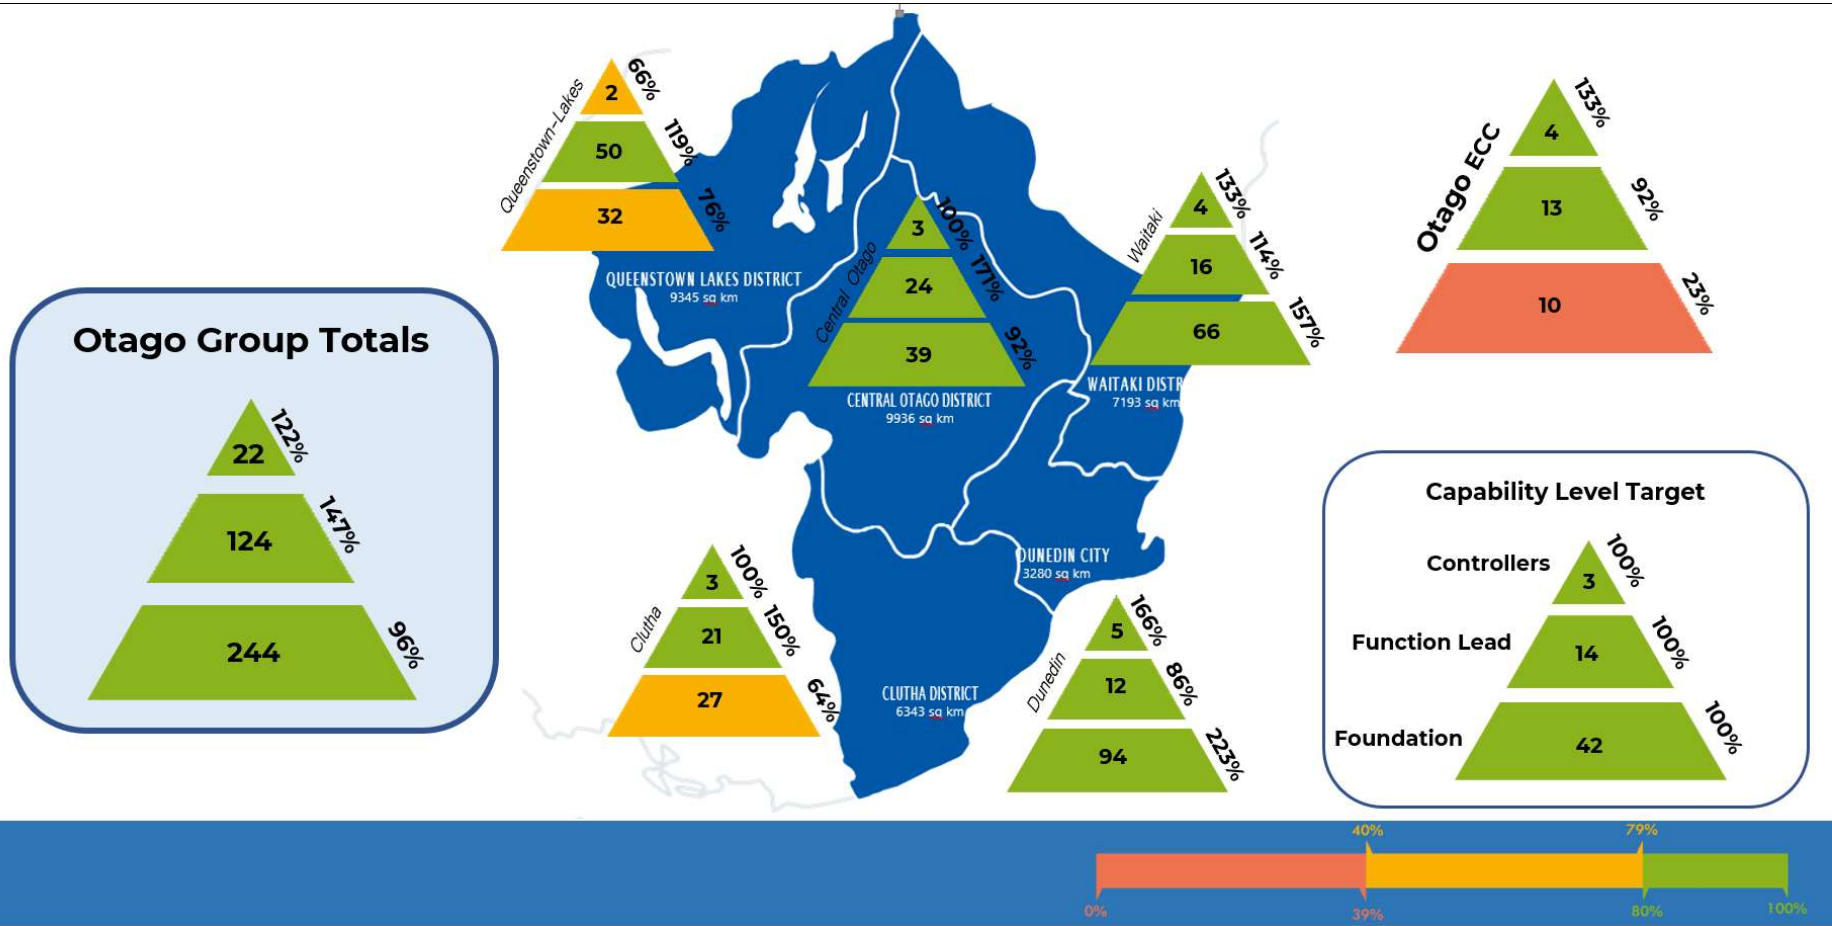 Otago Group Totals
22
122%
124
147%
244
96%
Queenstown-Lakes
2
66%
50
119%
32
76%
QUEENSTOWN LAKES DISTRICT
9345 sq km
Central Otago
3
100%
24
171%
39
92%
CENTRAL OTAGO DISTRICT
9936 sq km
Waitaki
4
133%
16
114%
66
157%
WAITAKI DISTR
7193 sq km
Otago ECC
4
133%
13
92%
10
23%
Clutha
3
100%
21
150%
27
64%
CLUTHA DISTRICT
6343 sq km
DUNEDIN CITY
3280 sq km
Dunedin
5
166%
12
86%
94
223%
Capability Level Target
Controllers
3
100%
Function Lead
14
100%
Foundation
42
100%
40%
79%
0%
39%
80%
100%